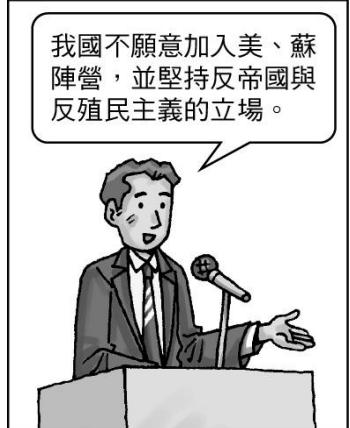 我國不願意加入美、蘇
陣營，並堅持反帝國與
反殖民主義的立場。